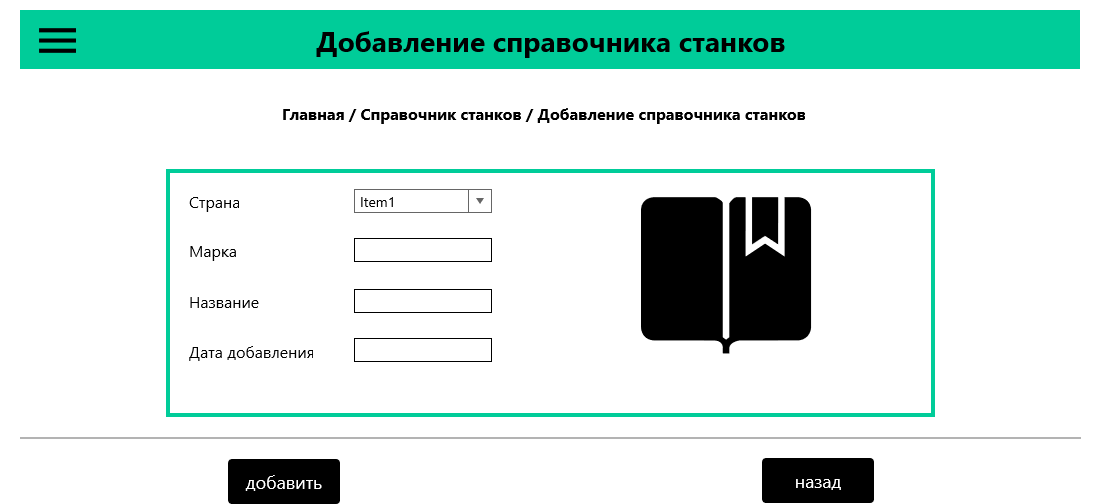 Добавление справочника станков
Главная / Справочник станков / Добавление справочника станков
Страна Item1
Марка
Название
Дата добавления
добавить назад